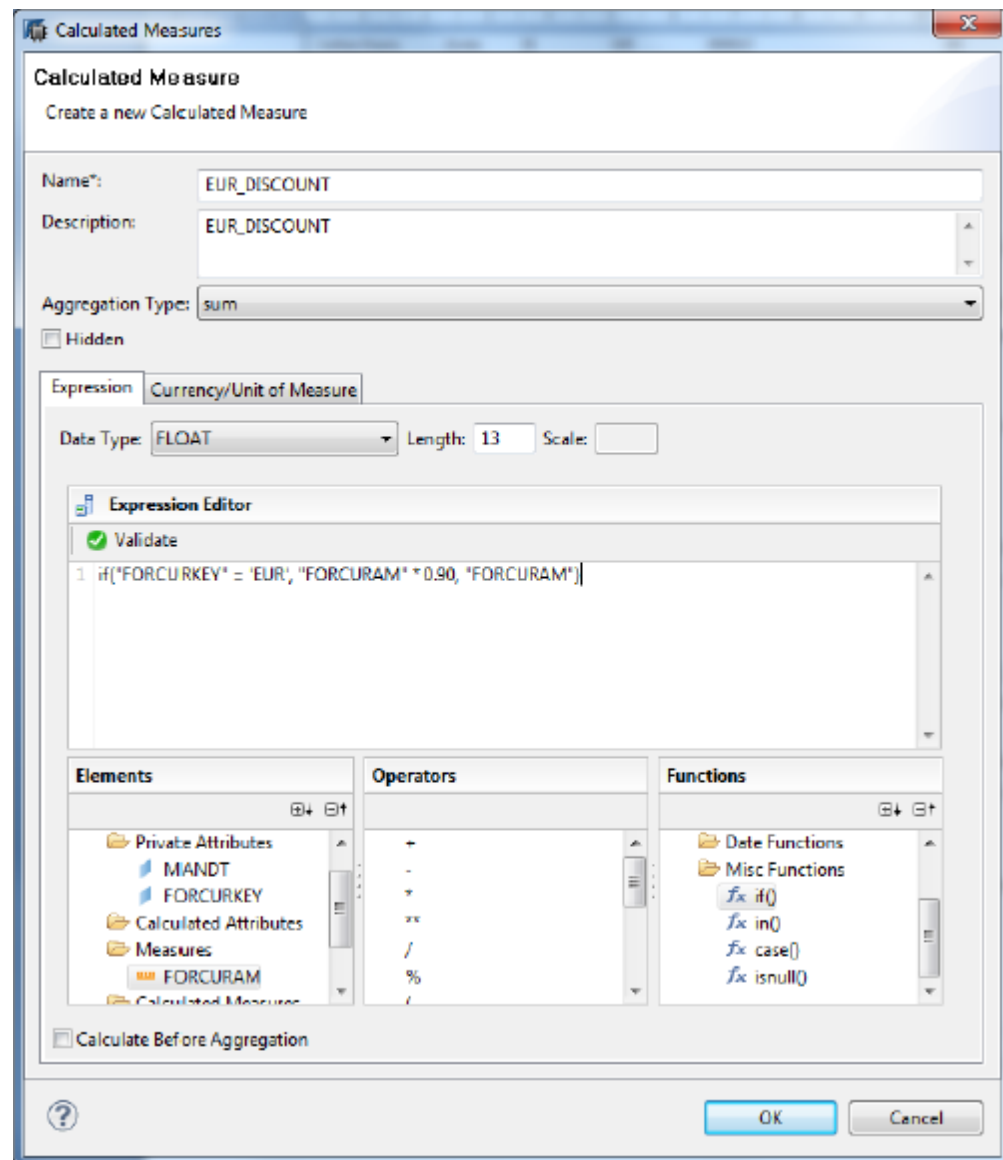 Calculated Measures
Calculated Measure
Create a new Calculated Measure
Name*: EUR_DISCOUNT
Description: EUR_DISCOUNT
Aggregation Type: sum
Hidden
Expression Currency/Unit of Measure
Data Type: FLOAT Length: 13 Scale:
Expression Editor
Validate
1 if("FORCURKEY" = 'EUR', "FORCURAM" * 0.90, "FORCURAM")
Elements Operators Functions
Private Attributes + Date Functions
MANDT - Misc Functions
FORCURKEY * if()
Calculated Attributes ** in()
Measures / case()
FORCURAM % isnull()
Calculated Measures (
Calculate Before Aggregation
? OK Cancel